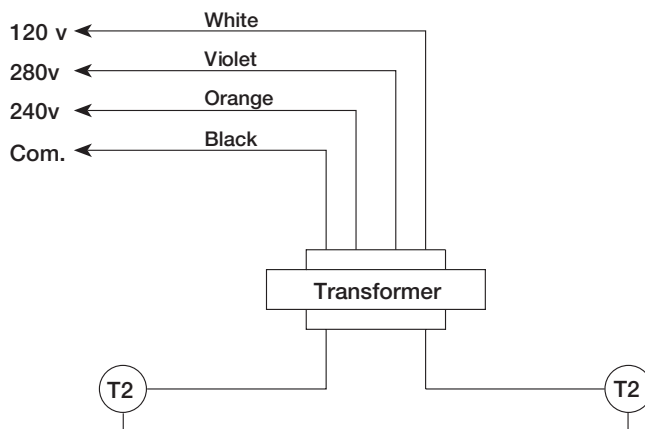 120 v White
280v Violet
240v Orange
Com. Black
Transformer
T2 T2